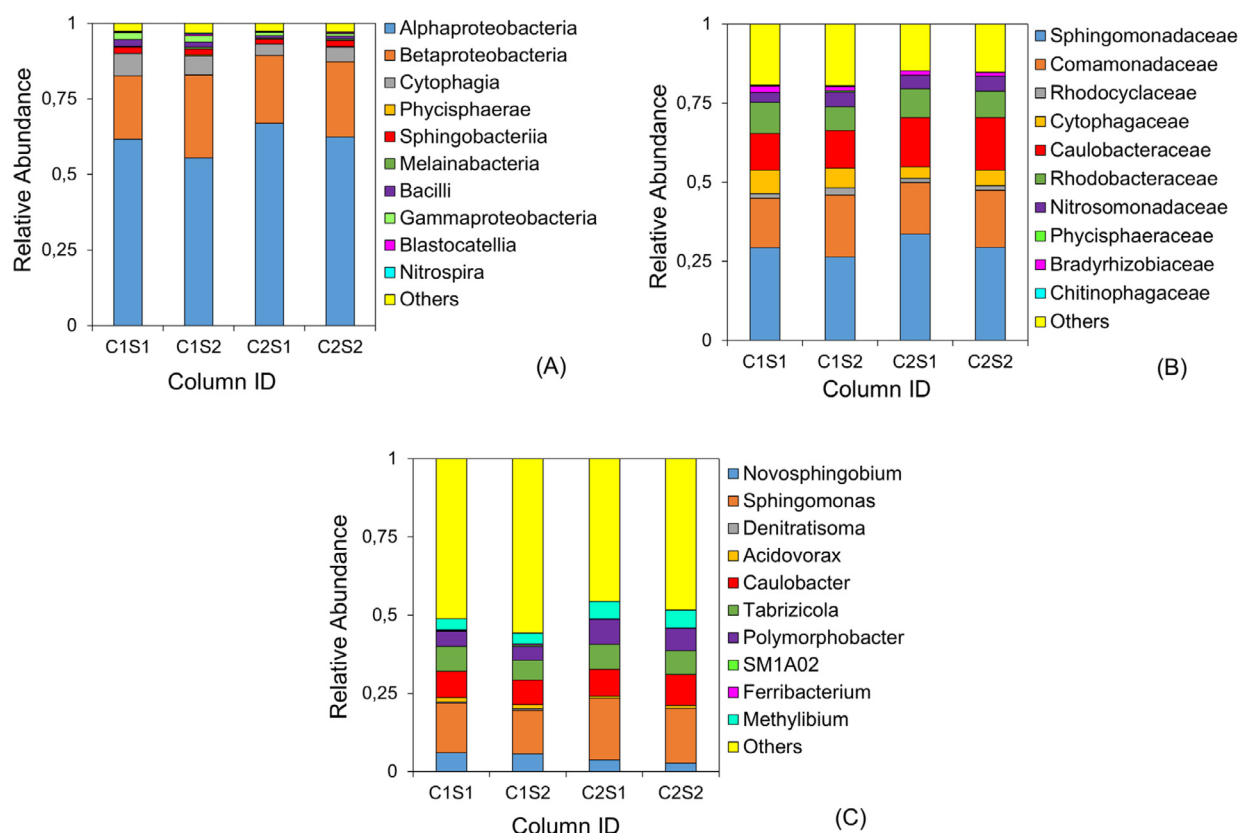 1
0,75
0,5
0,25
0
Relative Abundance
C1S1 C1S2 C2S1 C2S2
Column ID
Alphaproteobacteria
Betaproteobacteria
Cytophagia
Phycisphaerae
Sphingobacteriia
Melainabacteria
Bacilli
Gammaproteobacteria
Blastocatellia
Nitrospira
Others
(A)
1
0,75
0,5
0,25
0
Relative Abundance
C1S1 C1S2 C2S1 C2S2
Column ID
Sphingomonadaceae
Comamonadaceae
Rhodocyclaceae
Cytophagaceae
Caulobacteraceae
Rhodobacteraceae
Nitrosomonadaceae
Phycisphaeraceae
Bradyrhizobiaceae
Chitinophagaceae
Others
(B)
1
0,75
0,5
0,25
0
Relative Abundance
C1S1 C1S2 C2S1 C2S2
Column ID
Novosphingobium
Sphingomonas
Denitratisoma
Acidovorax
Caulobacter
Tabrizicola
Polymorphobacter
SM1A02
Ferribacterium
Methylibium
Others
(C)